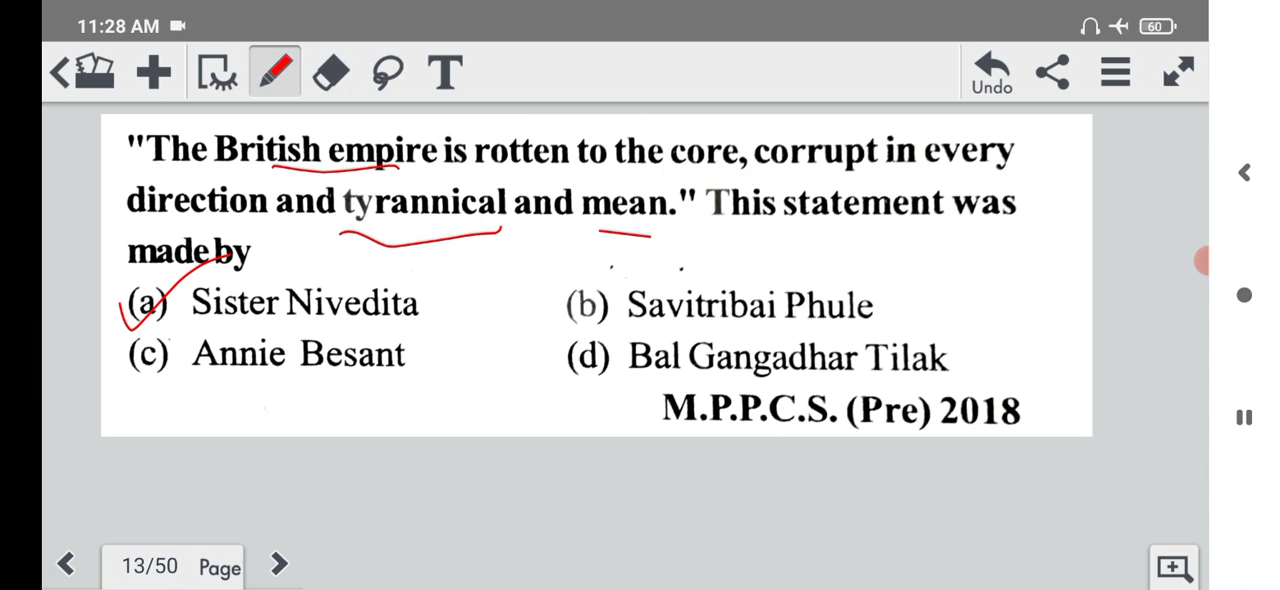 11:28 AM
60
T
Undo
"The British empire is rotten to the core, corrupt in every
direction and tyrannical and mean." This statement was
made by
(a) Sister Nivedita (b) Savitribai Phule
(c) Annie Besant (d) Bal Gangadhar Tilak
M.P.P.C.S. (Pre) 2018
13/50 Page